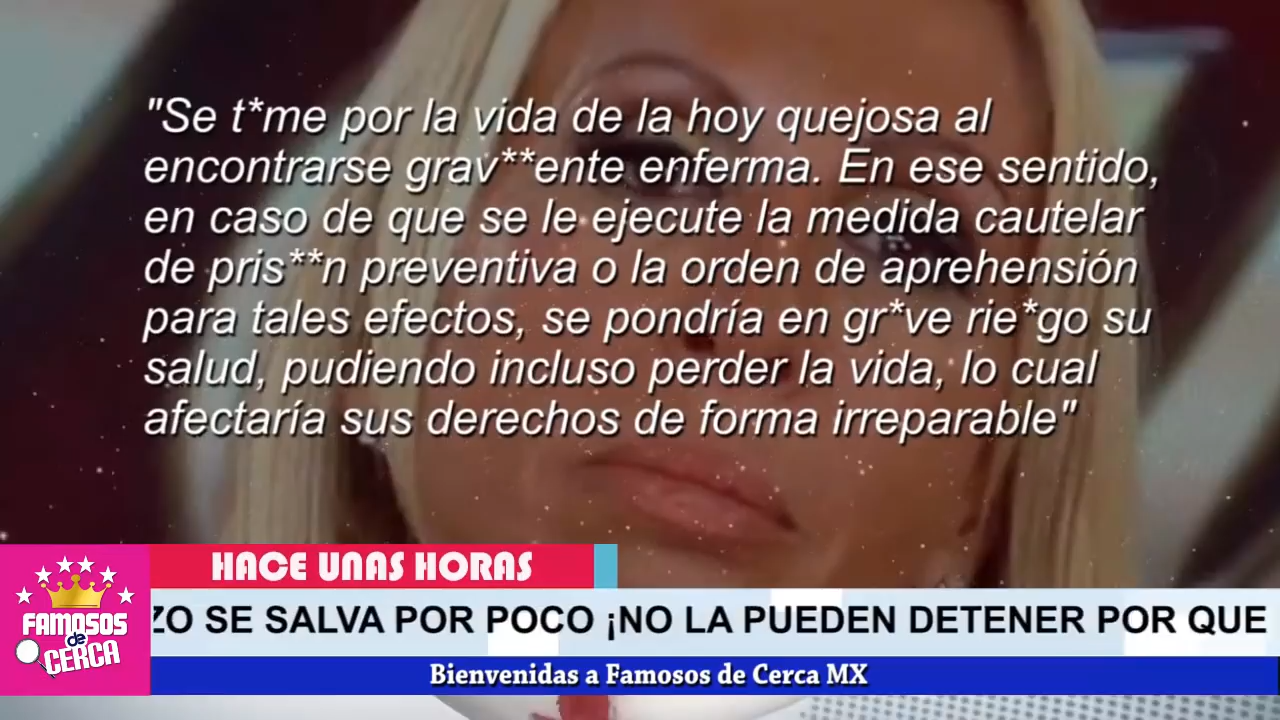 "Se t*me por la vida de la hoy quejosa al
encontrarse grav**ente enferma. En ese sentido,
en caso de que se le ejecute la medida cautelar
de pris**n preventiva o la orden de aprehensión
para tales efectos, se pondría en gr*ve rie*go su
salud, pudiendo incluso perder la vida, lo cual
afectaría sus derechos de forma irreparable"
HACE UNAS HORAS
FAMOSOS
de
CERCA
ZO SE SALVA POR POCO ¡NO LA PUEDEN DETENER POR QUE
Bienvenidas a Famosos de Cerca MX